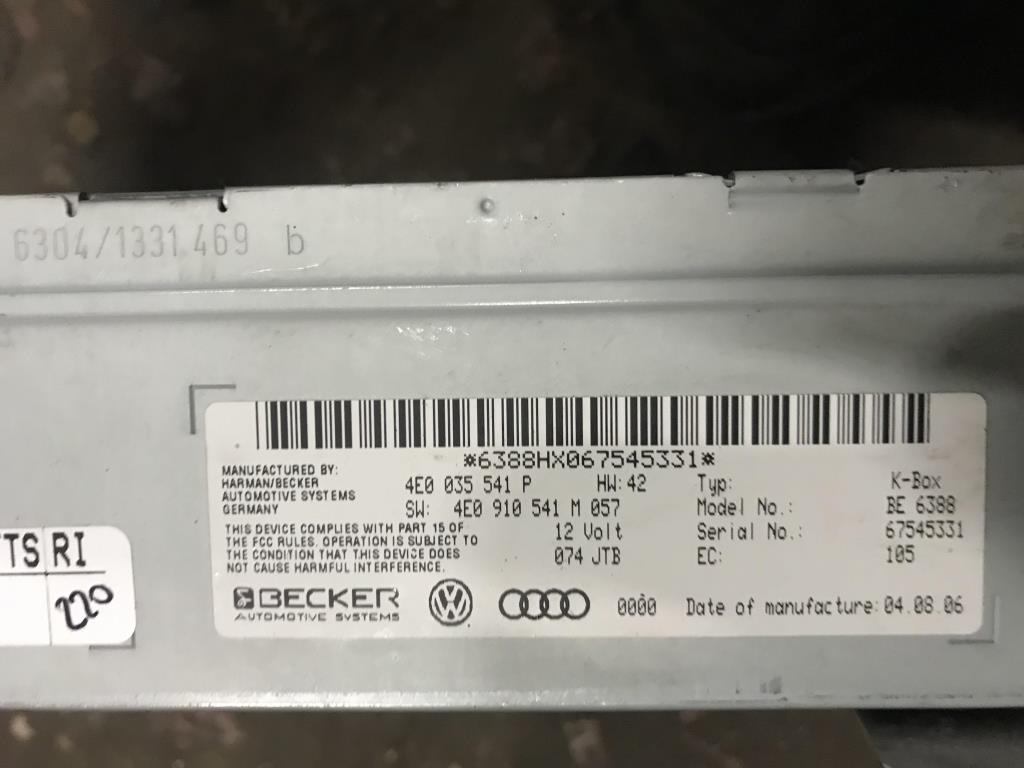 6304/1331.469 b
*6388HX067545331*
MANUFACTURED BY:
HARMAN/BECKER
AUTOMOTIVE SYSTEMS
GERMANY
4E0 035 541 P HW: 42
SW: 4E0 910 541 M 057
12 Volt
074 JTB
Typ: K-Box
Model No.: BE 6388
Serial No.: 67545331
EC: 105
THIS DEVICE COMPLIES WITH PART 15 OF
THE FCC RULES. OPERATION IS SUBJECT TO
THE CONDITION THAT THIS DEVICE DOES
NOT CAUSE HARMFUL INTERFERENCE.
BECKER
AUTOMOTIVE SYSTEMS
0000 Date of manufacture: 04.08.06
TTS RI
220